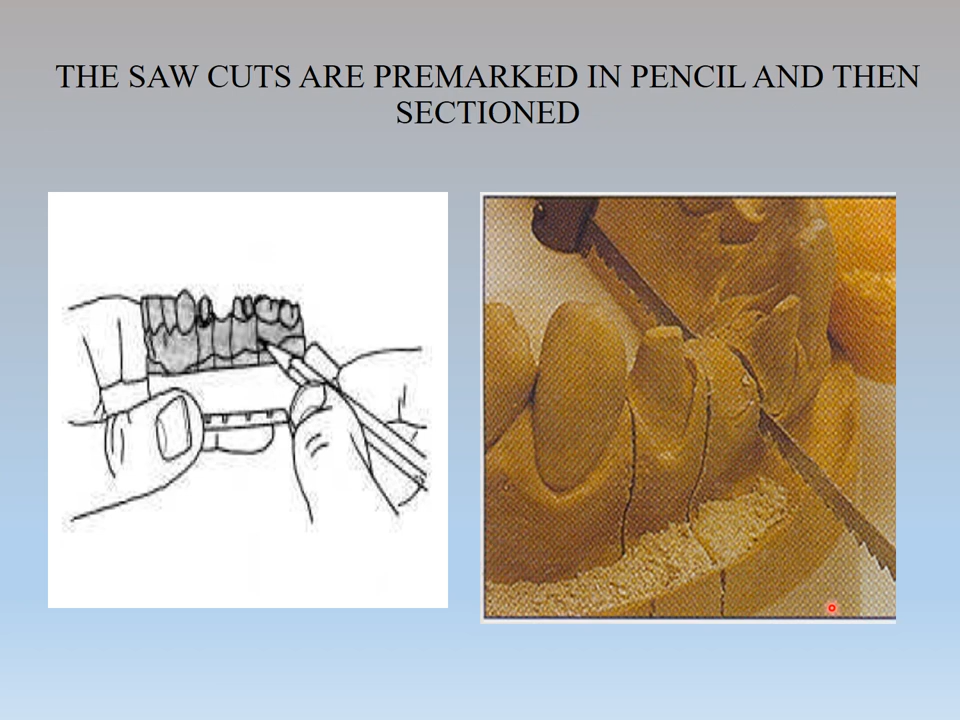 THE SAW CUTS ARE PREMARKED IN PENCIL AND THEN
SECTIONED